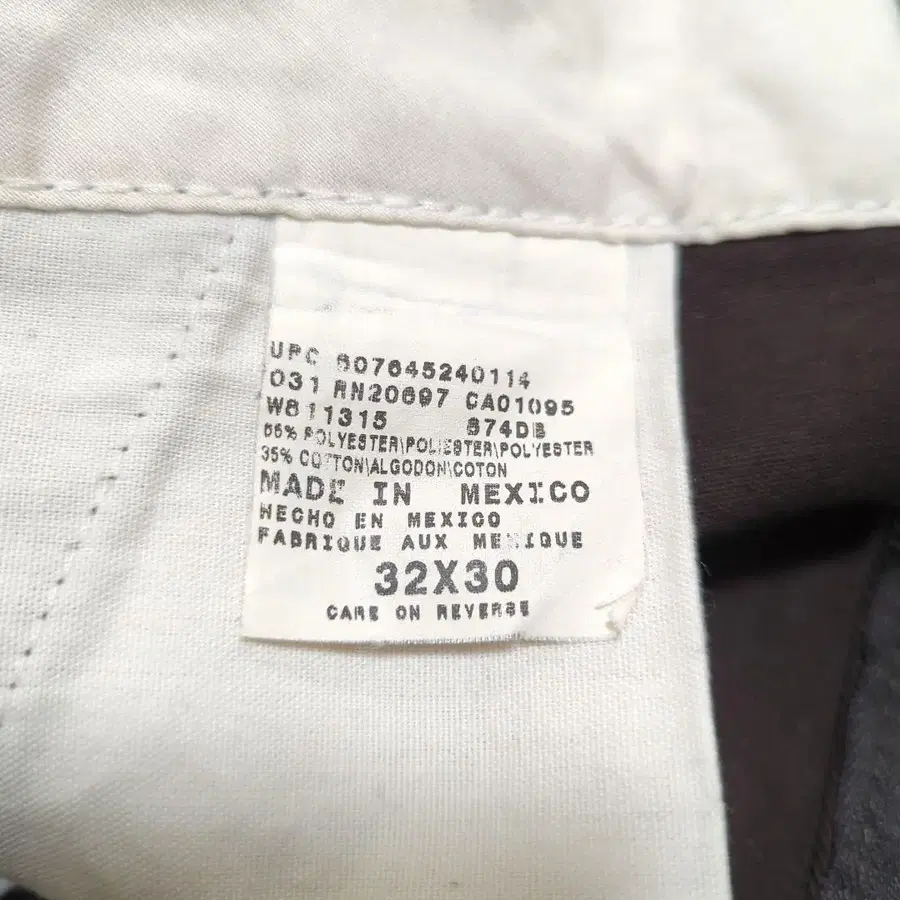 UPC 607645240114
031 RN20697 CA01095
W811315 874DB
65% POLYESTER\POLIESTER\POLYESTER
35% COTTON\ALGODON\COTON
MADE IN MEXICO
HECHO EN MEXICO
FABRIQUE AUX MEXIQUE
32X30
CARE ON REVERSE